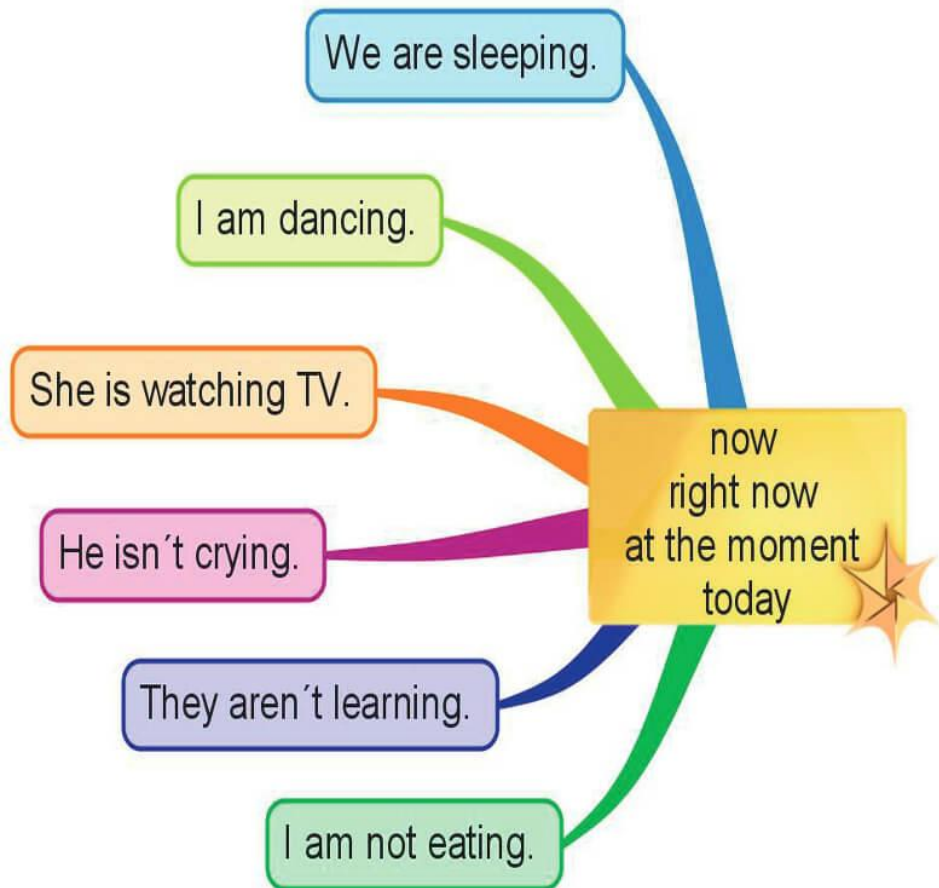 We are sleeping.
I am dancing.
She is watching TV.
He isn´t crying.
They aren´t learning.
I am not eating.
now
right now
at the moment
today